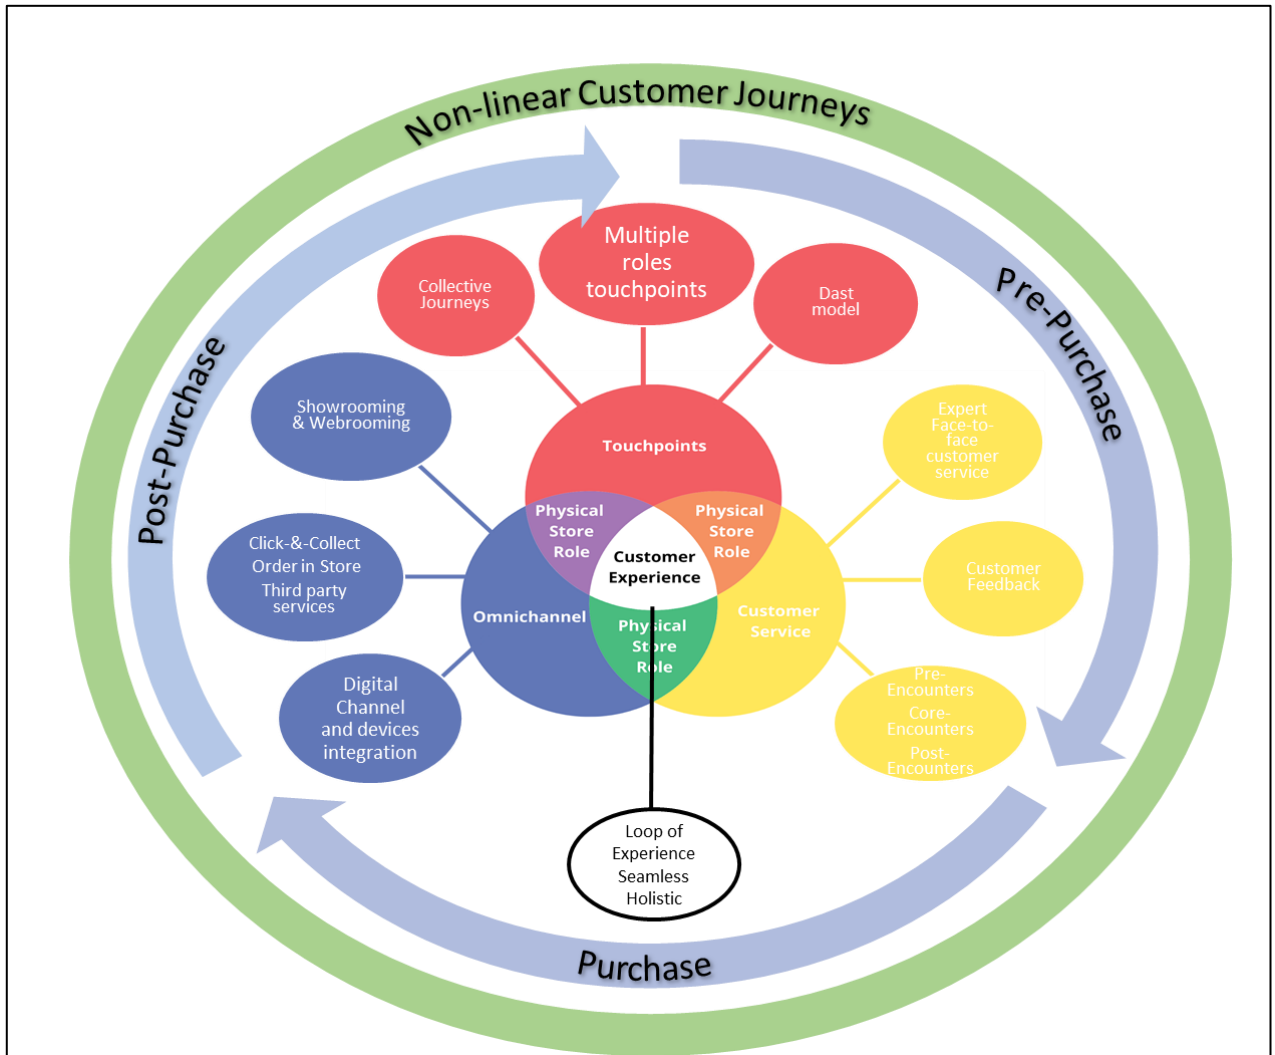 Non-linear Customer Journeys
Pre-Purchase
Purchase
Post-Purchase
Collective
Journeys
Multiple
roles
touchpoints
Dast
model
Showrooming
& Webrooming
Click-&-Collect
Order in Store
Third party
services
Digital
Channel
and devices
integration
Expert
Face-to-
face
customer
service
Customer
Feedback
Pre-
Encounters
Core-
Encounters
Post-
Encounters
Touchpoints
Physical
Store
Role
Physical
Store
Role
Customer
Experience
Omnichannel
Customer
Service
Physical
Store
Role
Loop of
Experience
Seamless
Holistic